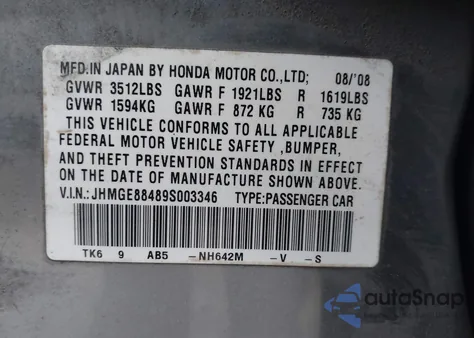 MFD.IN JAPAN BY HONDA MOTOR CO.,LTD; 08/'08
GVWR 3512LBS GAWR F 1921LBS R 1619LBS
GVWR 1594KG GAWR F 872 KG R 735 KG
THIS VEHICLE CONFORMS TO ALL APPLICABLE
FEDERAL MOTOR VEHICLE SAFETY ,BUMPER,
AND THEFT PREVENTION STANDARDS IN EFFECT
ON THE DATE OF MANUFACTURE SHOWN ABOVE.
V.I.N.: JHMGE88489S003346 TYPE:PASSENGER CAR
TK6 9 AB5 -NH642M -V -S
autoSnap